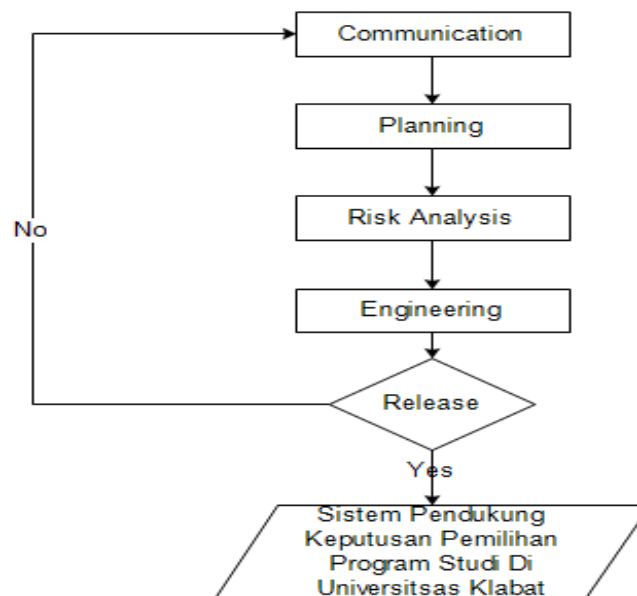 Communication
Planning
Risk Analysis
No
Engineering
Release
Yes
Sistem Pendukung
Keputusan Pemilihan
Program Studi Di
Universitsas Klabat